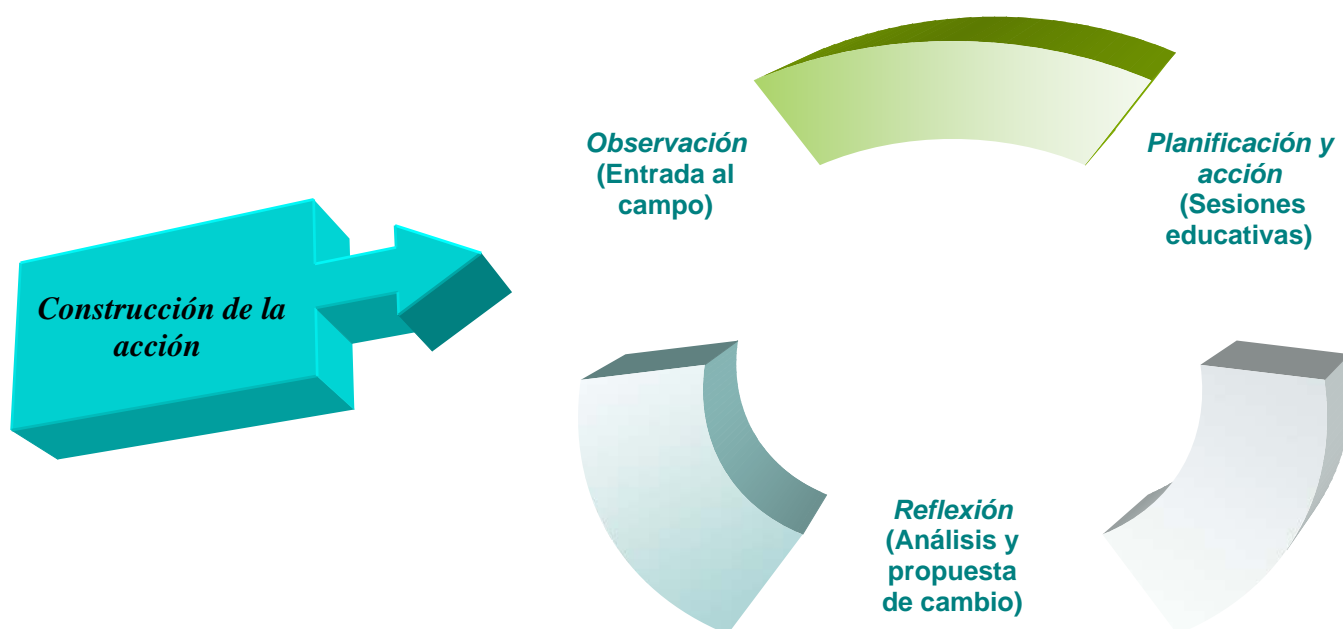 Construcción de la
acción
Observación
(Entrada al
campo)
Planificación y
acción
(Sesiones
educativas)
Reflexión
(Análisis y
propuesta
de cambio)